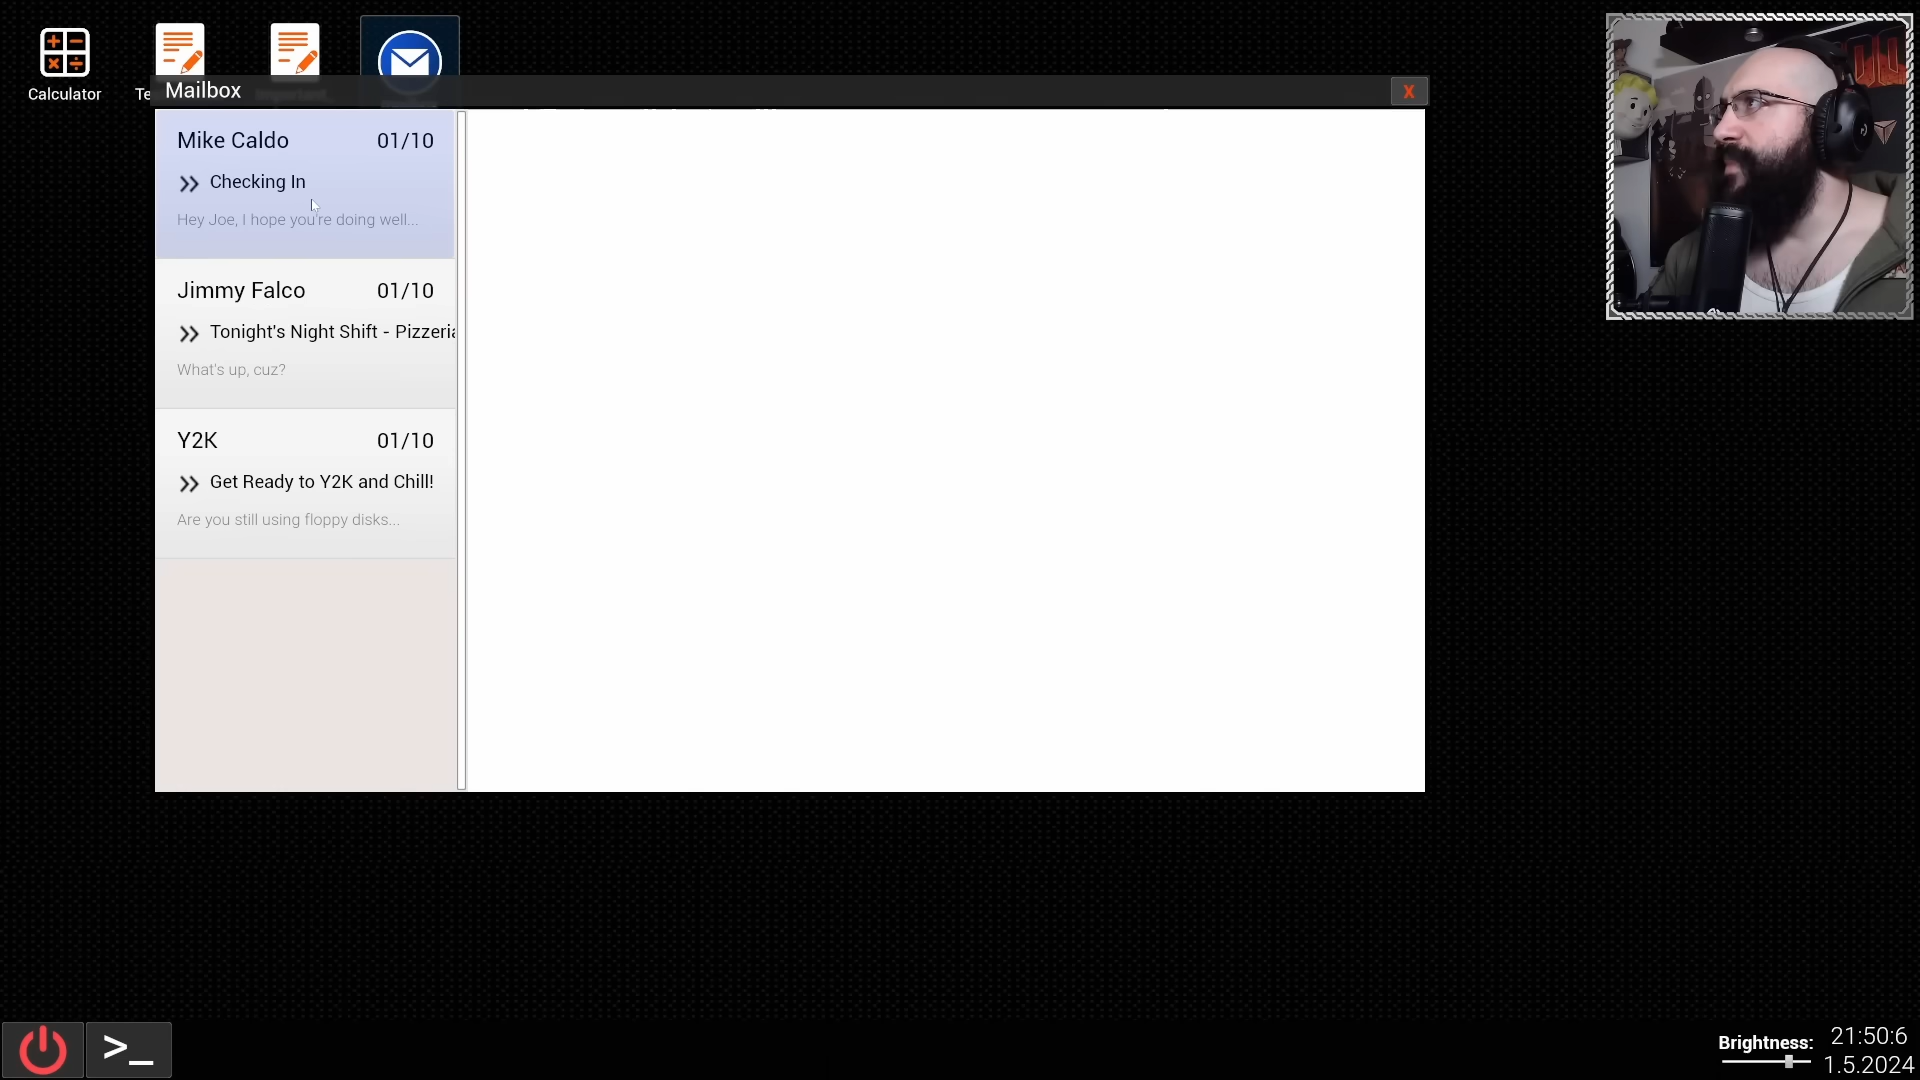 Calculator
Te
Mailbox
X
Mike Caldo 01/10
Checking In
Hey Joe, I hope you're doing well...
Jimmy Falco 01/10
Tonight's Night Shift - Pizzeria
What's up, cuz?
Y2K 01/10
Get Ready to Y2K and Chill!
Are you still using floppy disks...
>_
Brightness:
21:50:6
1.5.2024